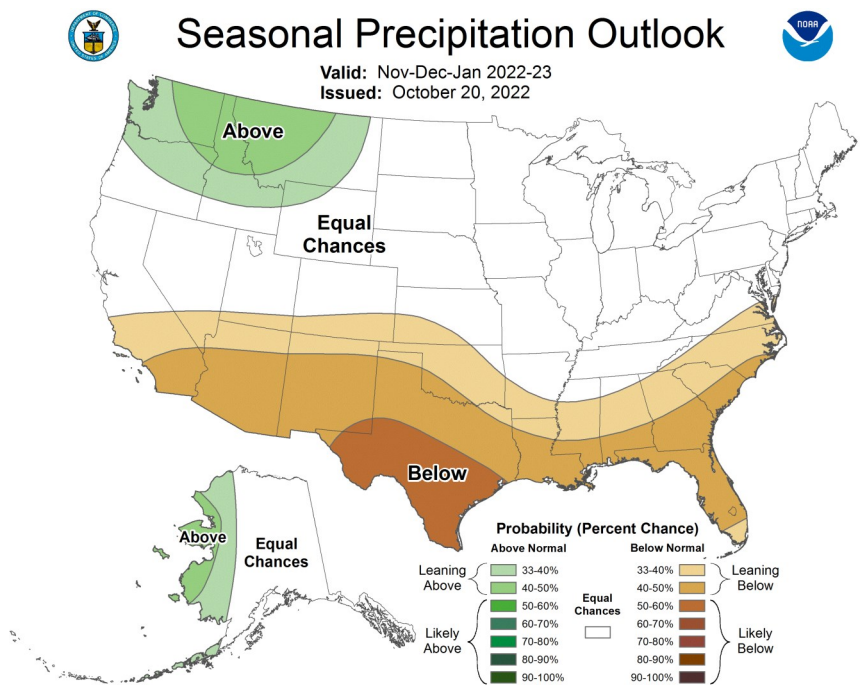 Seasonal Precipitation Outlook
NOAA
Valid: Nov-Dec-Jan 2022-23
Issued: October 20, 2022
Above
Equal
Chances
Below
Above
Equal
Chances
Probability (Percent Chance)
Above Normal
Below Normal
Leaning
Above
33-40%
40-50%
Likely
Above
50-60%
60-70%
70-80%
80-90%
90-100%
Equal
Chances
33-40%
40-50%
Leaning
Below
50-60%
60-70%
70-80%
80-90%
90-100%
Likely
Below